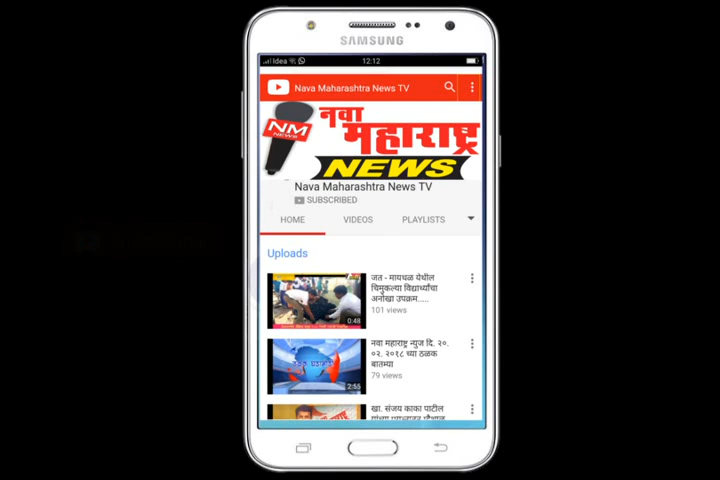 SAMSUNG
Idea
12:12
Nava Maharashtra News TV
NM
NEWS
नवा
महाराष्ट्र
NEWS
Nava Maharashtra News TV
SUBSCRIBED
HOME VIDEOS PLAYLISTS
Uploads
जत - मायथळ येथील
चिमुकल्या विद्यार्थ्यांचा
अनोखा उपक्रम.....
101 views
0:48
नवा महाराष्ट्र न्युज दि. २०.
०२. २०१८ च्या ठळक
बातम्या
79 views
2:55
खा. संजय काका पाटील